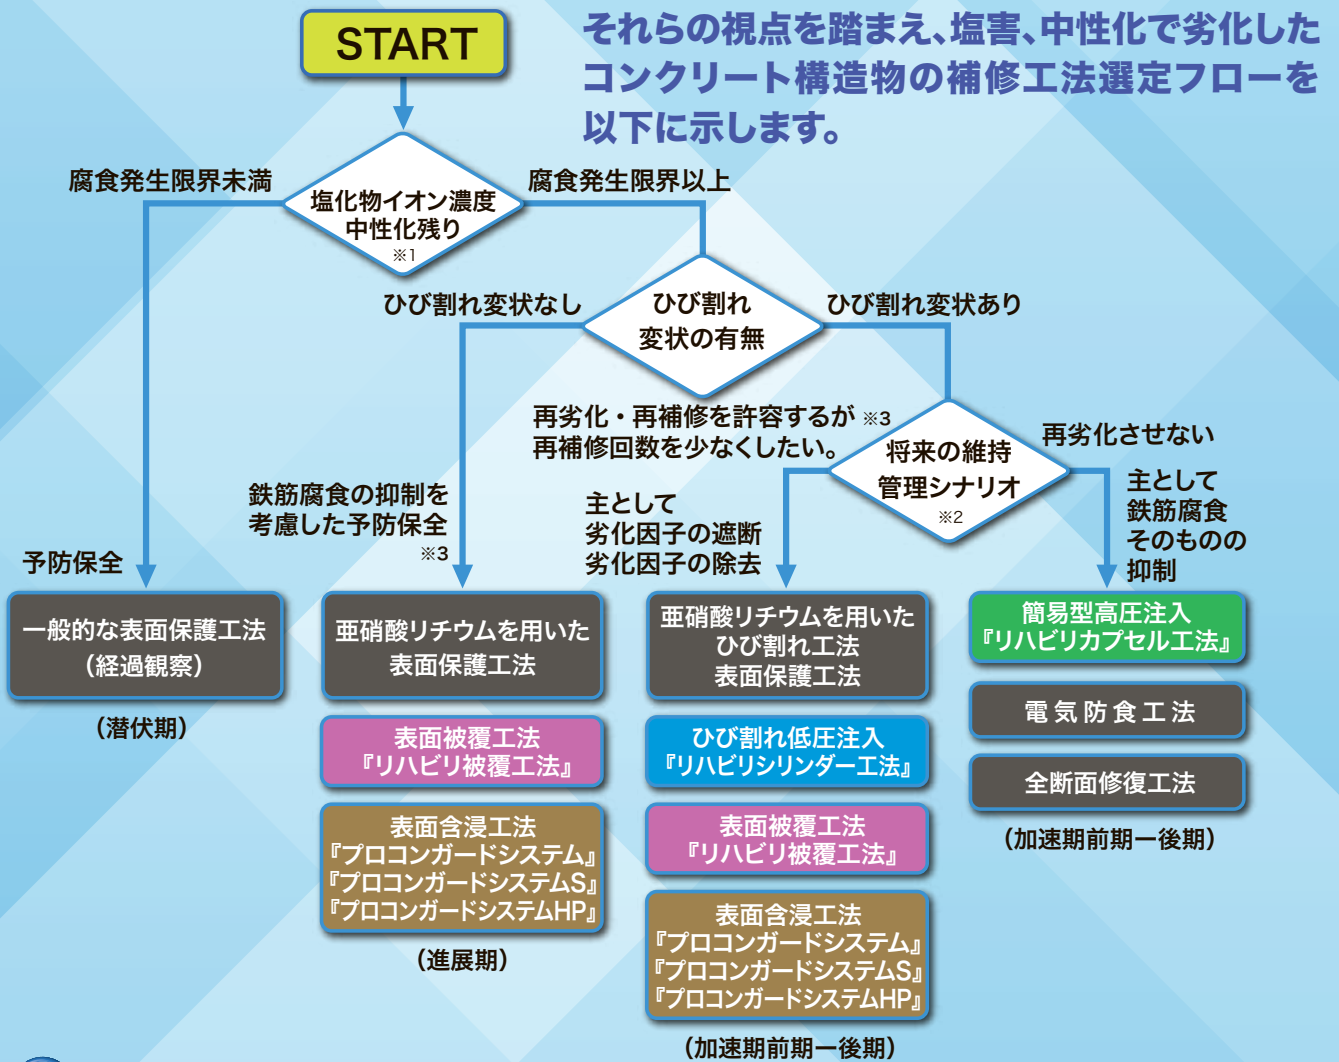 START
それらの視点を踏まえ、塩害、中性化で劣化した
コンクリート構造物の補修工法選定フローを
以下に示します。
腐食発生限界未満
塩化物イオン濃度
中性化残り
※1
腐食発生限界以上
ひび割れ変状なし
ひび割れ
変状の有無
ひび割れ変状あり
再劣化・再補修を許容するが ※3
再補修回数を少なくしたい。
将来の維持
管理シナリオ
※2
再劣化させない
鉄筋腐食の抑制を
考慮した予防保全
※3
主として
劣化因子の遮断
劣化因子の除去
主として
鉄筋腐食
そのものの
抑制
予防保全
一般的な表面保護工法
（経過観察）
（潜伏期）
亜硝酸リチウムを用いた
表面保護工法
表面被覆工法
『リハビリ被覆工法』
表面含浸工法
『プロコンガードシステム』
『プロコンガードシステムS』
『プロコンガードシステムHP』
（進展期）
亜硝酸リチウムを用いた
ひび割れ工法
表面保護工法
ひび割れ低圧注入
『リハビリシリンダー工法』
表面被覆工法
『リハビリ被覆工法』
表面含浸工法
『プロコンガードシステム』
『プロコンガードシステムS』
『プロコンガードシステムHP』
（加速期前期ー後期）
簡易型高圧注入
『リハビリカプセル工法』
電気防食工法
全断面修復工法
（加速期前期ー後期）